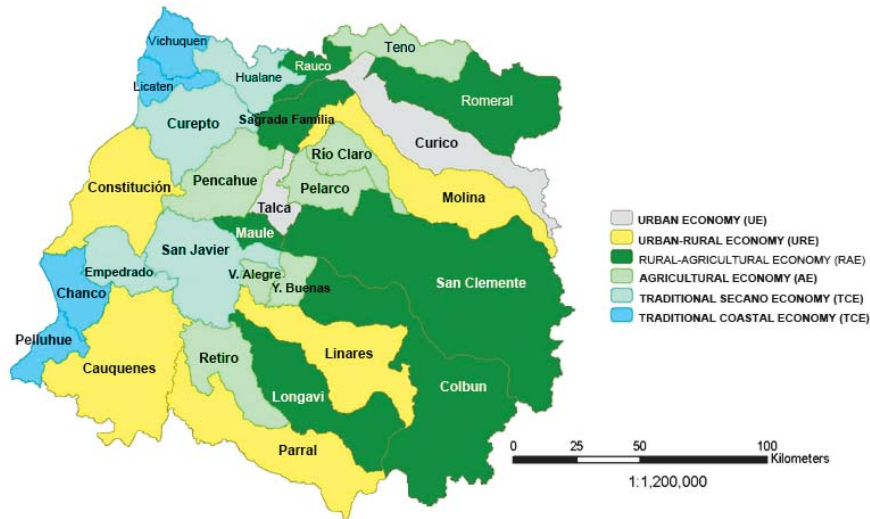 Vichuquen
Teno
Rauco
Hualane
Licaten
Romeral
Sagrada Família
Curepto
Curico
Río Claro
Constitución
Pencahue
Pelarco
Molina
Talca
Maule
San Javier
Empedrado
V. Alegre
Y. Buenas
San Clemente
Chanco
Pelluhue
Cauquenes
Retiro
Linares
Longavi
Colbun
Parral
URBAN ECONOMY (UE)
URBAN-RURAL ECONOMY (URE)
RURAL-AGRICULTURAL ECONOMY (RAE)
AGRICULTURAL ECONOMY (AE)
TRADITIONAL SECANO ECONOMY (TCE)
TRADITIONAL COASTAL ECONOMY (TCE)
0 25 50 100
Kilometers
1:1,200,000